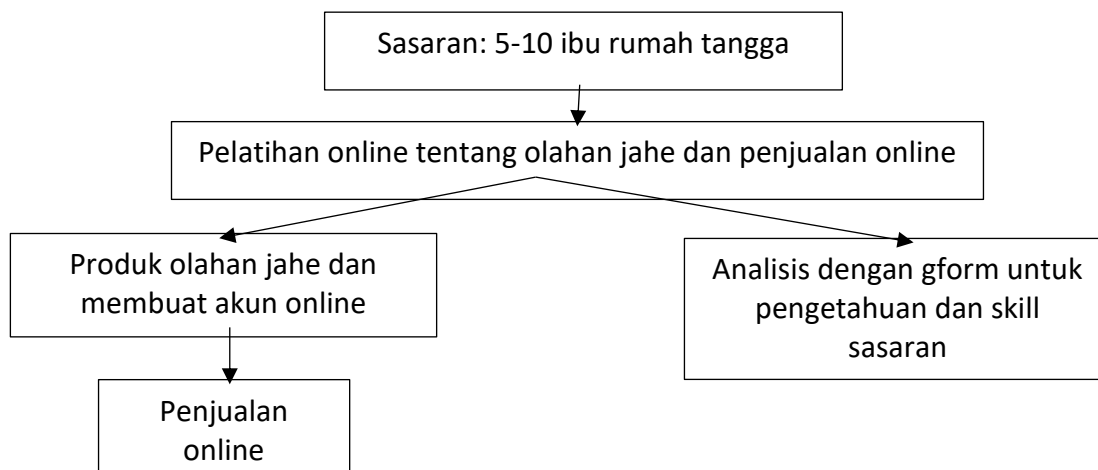 Sasaran: 5-10 ibu rumah tangga
Pelatihan online tentang olahan jahe dan penjualan online
Produk olahan jahe dan
membuat akun online
Analisis dengan gform untuk
pengetahuan dan skill
sasaran
Penjualan
online